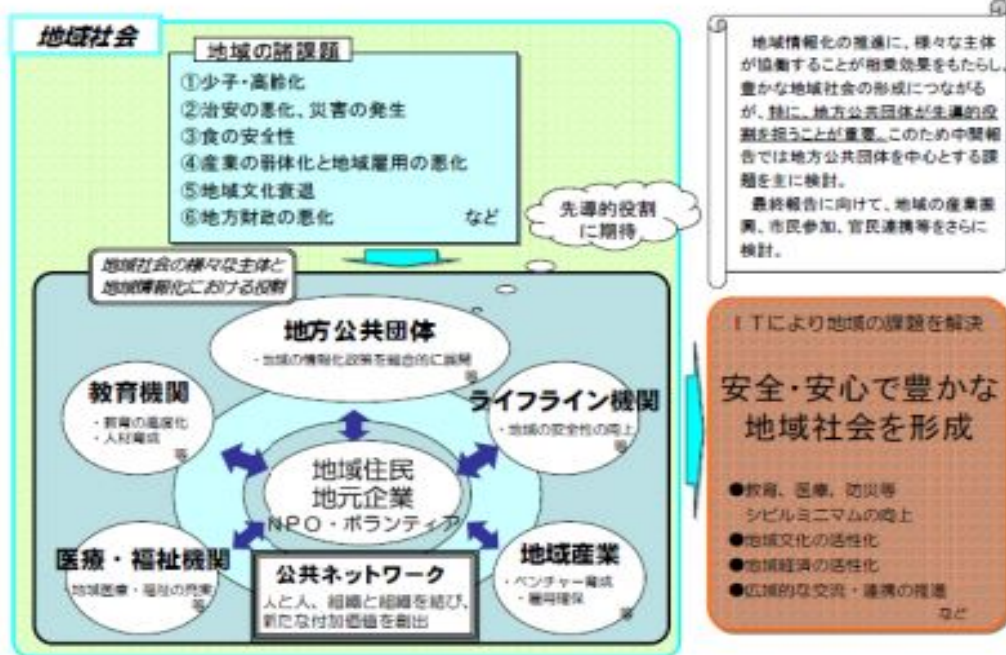 地域社会
地域の諸課題
①少子・高齢化
②治安の悪化、災害の発生
③食の安全性
④産業の弱体化と地域雇用の悪化
⑤地域文化衰退
⑥地方財政の悪化　など
先導的役割
に期待
地域社会の様々な主体と
地域情報化における役割
地方公共団体
・地域の情報化政策を総合的に展開
等
教育機関
・教育の高度化
・人材育成
等
ライフライン機関
・地域の安全性の向上
等
地域住民
地元企業
NPO・ボランティア
医療・福祉機関
・地域医療・福祉の充実
等
公共ネットワーク
人と人、組織と組織を結び、
新たな付加価値を創出
地域産業
・ベンチャー育成
・雇用確保
等
地域情報化の推進に、様々な主体
が協働することが相乗効果をもたらし、
豊かな地域社会の形成につながる
が、特に、地方公共団体が先導的役
割を担うことが重要。このため中間報
告では地方公共団体を中心とする課
題を主に検討。
最終報告に向けて、地域の産業振
興、市民参加、官民連携等をさらに
検討。
ＩＴにより地域の課題を解決
安全・安心で豊かな
地域社会を形成
●教育、医療、防災等
シビルミニマムの向上
●地域文化の活性化
●地域経済の活性化
●広域的な交流・連携の推進
など